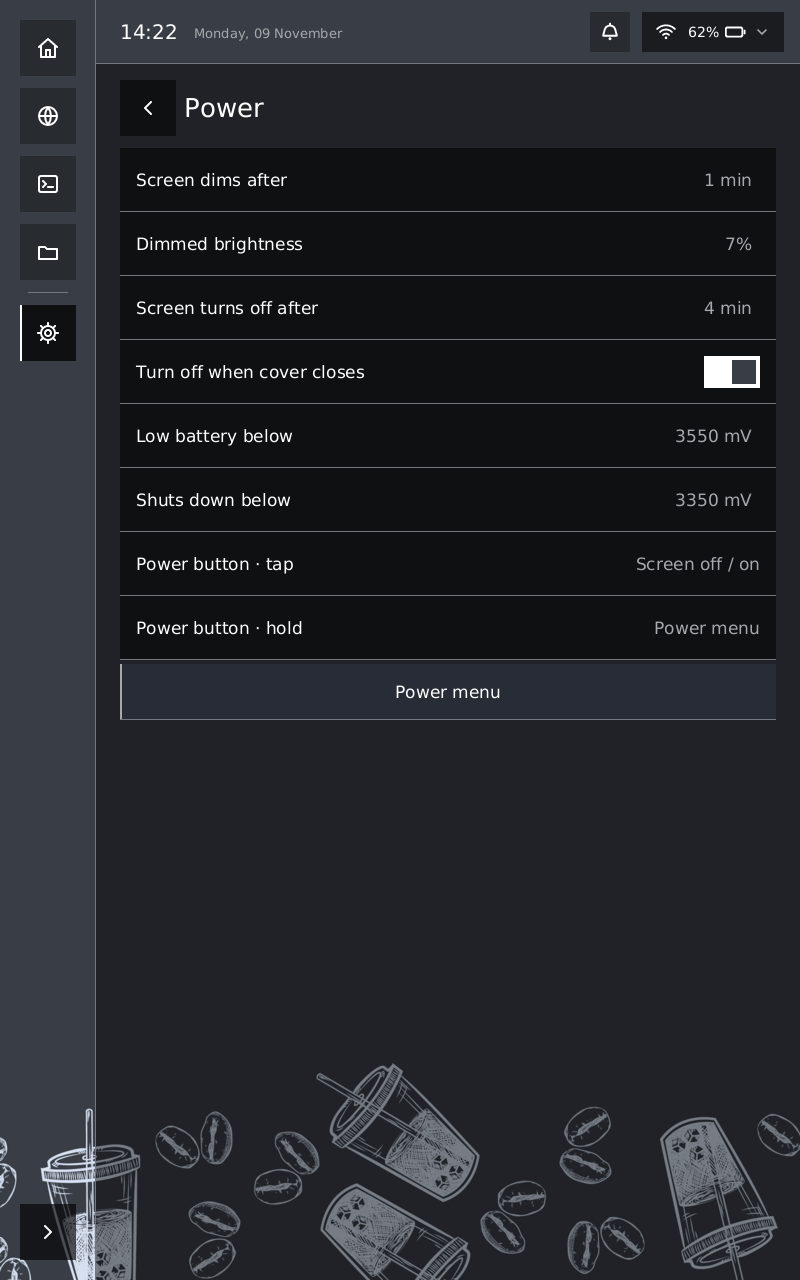 14:22 Monday, 09 November 62%
Power
Screen dims after 1 min
Dimmed brightness 7%
Screen turns off after 4 min
Turn off when cover closes
Low battery below 3550 mV
Shuts down below 3350 mV
Power button · tap Screen off / on
Power button · hold Power menu
Power menu